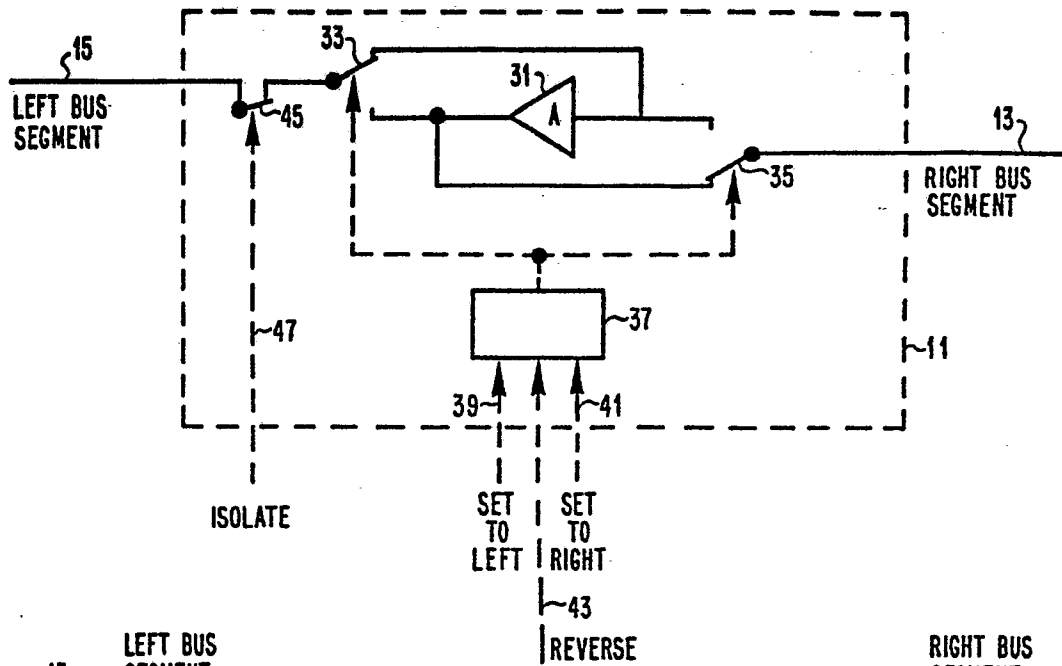 15
LEFT BUS
SEGMENT
33
45
31
A
13
35
RIGHT BUS
SEGMENT
37
47
11
39
41
ISOLATE
SET
TO
LEFT
SET
TO
RIGHT
43
REVERSE
LEFT BUS
RIGHT BUS